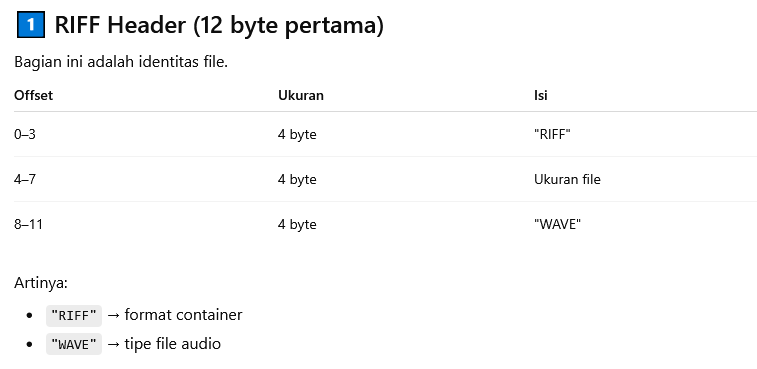 1 RIFF Header (12 byte pertama)
Bagian ini adalah identitas file.
Offset Ukuran Isi
0–3 4 byte "RIFF"
4–7 4 byte Ukuran file
8–11 4 byte "WAVE"
Artinya:
• "RIFF" → format container
• "WAVE" → tipe file audio